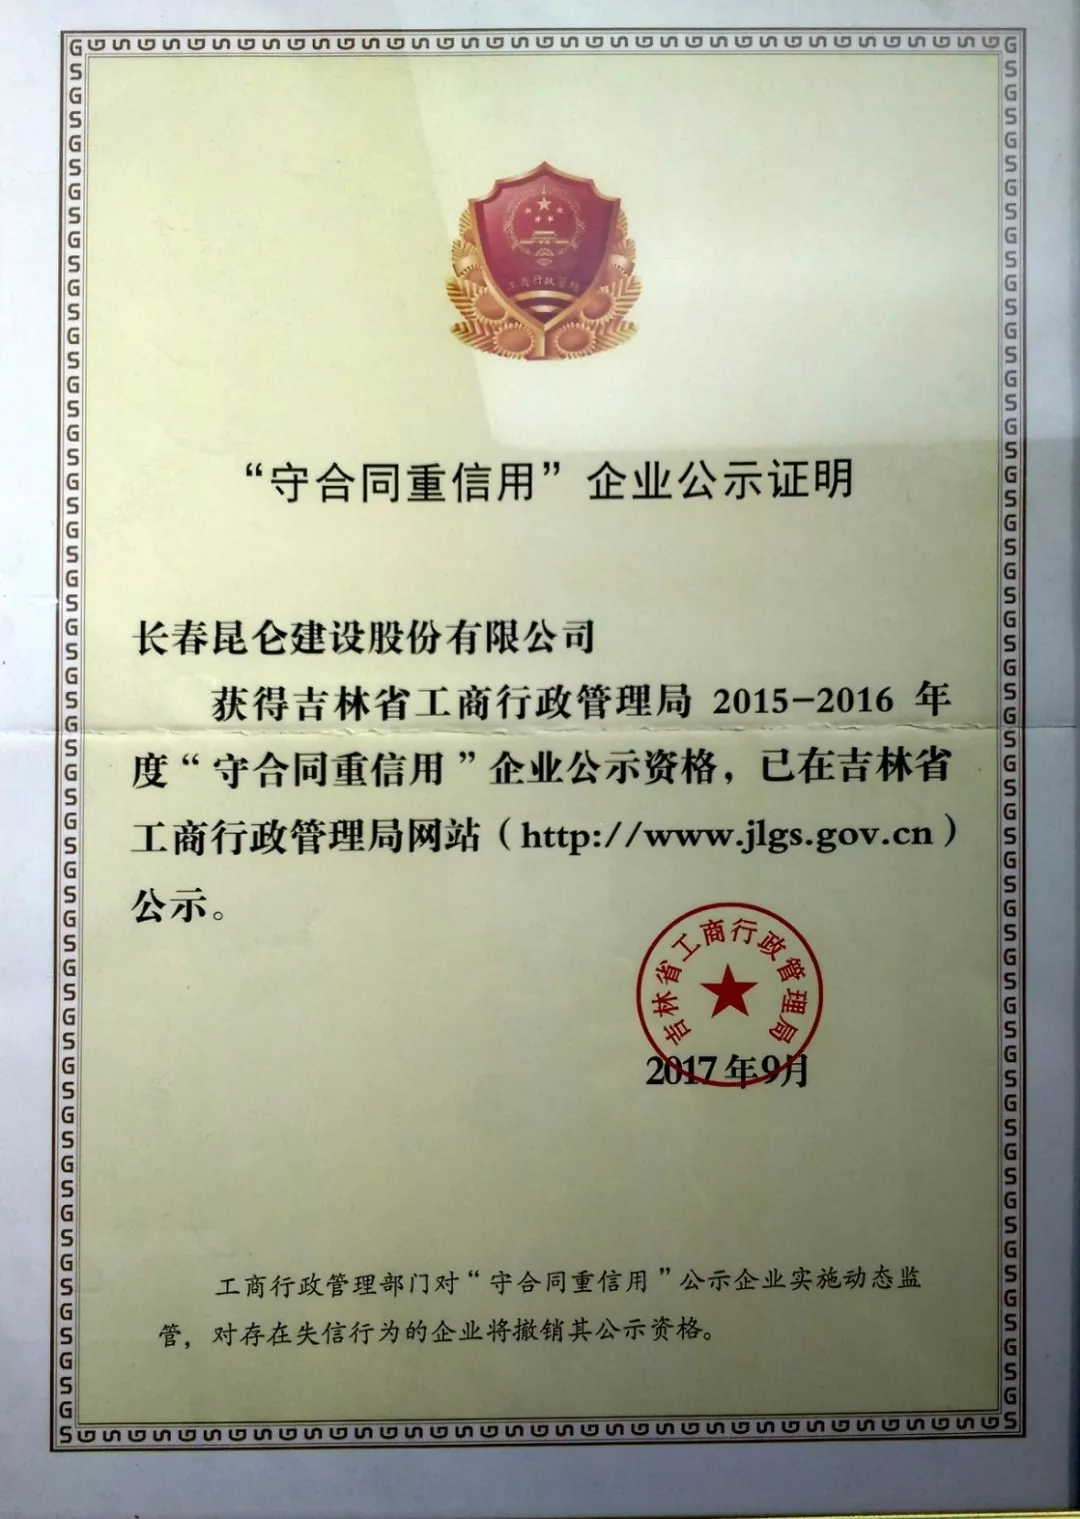 工商行政管理
“守合同重信用”企业公示证明
长春昆仑建设股份有限公司
获得吉林省工商行政管理局 2015-2016 年
度“守合同重信用”企业公示资格，已在吉林省
工商行政管理局网站（http://www.jlgs.gov.cn）
公示。
吉林省工商行政管理局
2017年9月
工商行政管理部门对“守合同重信用”公示企业实施动态监
管，对存在失信行为的企业将撤销其公示资格。